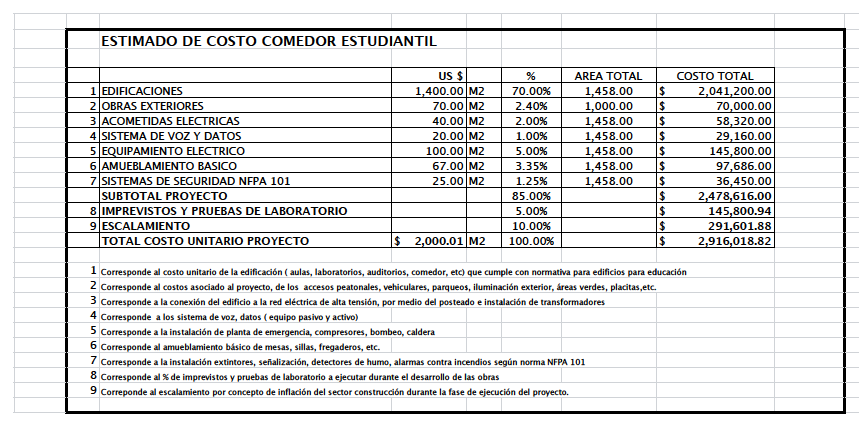 ESTIMADO DE COSTO COMEDOR ESTUDIANTIL
US $ % AREA TOTAL COSTO TOTAL
1 EDIFICACIONES 1,400.00 M2 70.00% 1,458.00 $ 2,041,200.00
2 OBRAS EXTERIORES 70.00 M2 2.40% 1,000.00 $ 70,000.00
3 ACOMETIDAS ELECTRICAS 40.00 M2 2.00% 1,458.00 $ 58,320.00
4 SISTEMA DE VOZ Y DATOS 20.00 M2 1.00% 1,458.00 $ 29,160.00
5 EQUIPAMIENTO ELECTRICO 100.00 M2 5.00% 1,458.00 $ 145,800.00
6 AMUEBLAMIENTO BASICO 67.00 M2 3.35% 1,458.00 $ 97,686.00
7 SISTEMAS DE SEGURIDAD NFPA 101 25.00 M2 1.25% 1,458.00 $ 36,450.00
SUBTOTAL PROYECTO 85.00% $ 2,478,616.00
8 IMPREVISTOS Y PRUEBAS DE LABORATORIO 5.00% $ 145,800.94
9 ESCALAMIENTO 10.00% $ 291,601.88
TOTAL COSTO UNITARIO PROYECTO $ 2,000.01 M2 100.00% $ 2,916,018.82
1 Corresponde al costo unitario de la edificación ( aulas, laboratorios, auditorios, comedor, etc) que cumple con normativa para edificios para educación
2 Corresponde al costos asociado al proyecto, de los accesos peatonales, vehiculares, parqueos, iluminación exterior, áreas verdes, placitas,etc.
3 Corresponde a la conexión del edificio a la red eléctrica de alta tensión, por medio del posteado e instalación de transformadores
4 Corresponde a los sistema de voz, datos ( equipo pasivo y activo)
5 Corresponde a la instalación de planta de emergencia, compresores, bombeo, caldera
6 Corresponde al amueblamiento básico de mesas, sillas, fregaderos, etc.
7 Corresponde a la instalación extintores, señalización, detectores de humo, alarmas contra incendios según norma NFPA 101
8 Corresponde al % de imprevistos y pruebas de laboratorio a ejecutar durante el desarrollo de las obras
9 Correponde al escalamiento por concepto de inflación del sector construcción durante la fase de ejecución del proyecto.